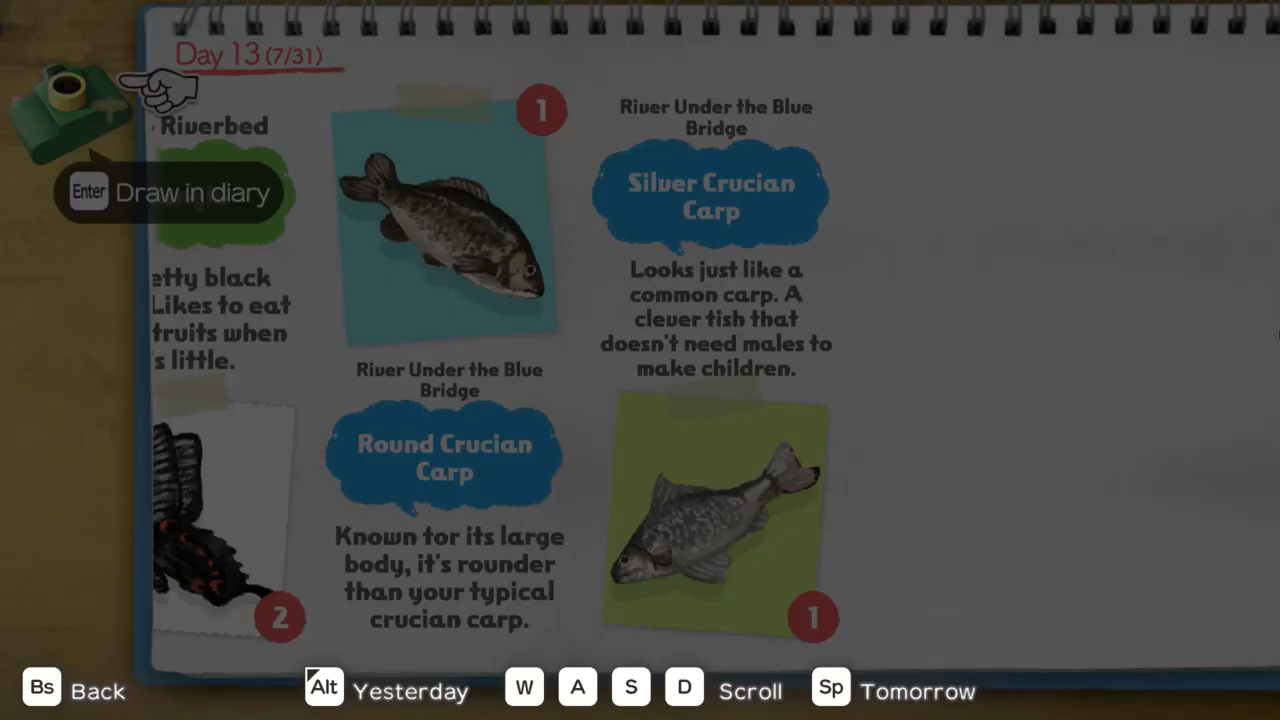 Day 13 (7/31)
Riverbed
Enter Draw in diary
etty black
Likes to eat
fruits when
s little.
2
1
River Under the Blue
Bridge
Round Crucian
Carp
Known for its large
body, it's rounder
than your typical
crucian carp.
River Under the Blue
Bridge
Silver Crucian
Carp
Looks just like a
common carp. A
clever fish that
doesn't need males to
make children.
1
Bs Back
Alt Yesterday
W A S D Scroll
Sp Tomorrow